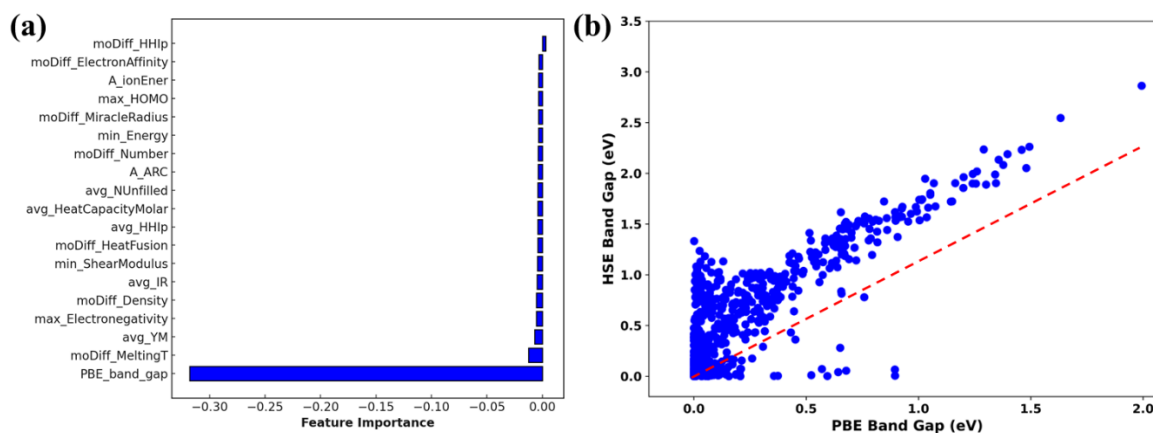 (a)
moDiff_HHIp
moDiff_ElectronAffinity
A_ionEner
max_HOMO
moDiff_MiracleRadius
min_Energy
moDiff_Number
A_ARC
avg_NUnfilled
avg_HeatCapacityMolar
avg_HHIp
moDiff_HeatFusion
min_ShearModulus
avg_IR
moDiff_Density
max_Electronegativity
avg_YM
moDiff_MeltingT
PBE_band_gap
−0.30 −0.25 −0.20 −0.15 −0.10 −0.05 0.00
Feature Importance
(b)
HSE Band Gap (eV)
3.5
3.0
2.5
2.0
1.5
1.0
0.5
0.0
0.0 0.5 1.0 1.5 2.0
PBE Band Gap (eV)